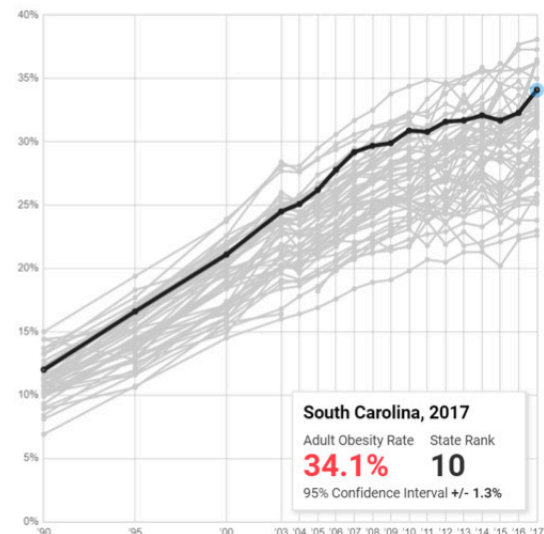 40%
35%
30%
25%
20%
15%
10%
5%
0%
South Carolina, 2017
Adult Obesity Rate State Rank
34.1% 10
95% Confidence Interval +/- 1.3%
'90 '95 '00 '03 '04 '05 '06 '07 '08 '09 '10 '11 '12 '13 '14 '15 '16 '17